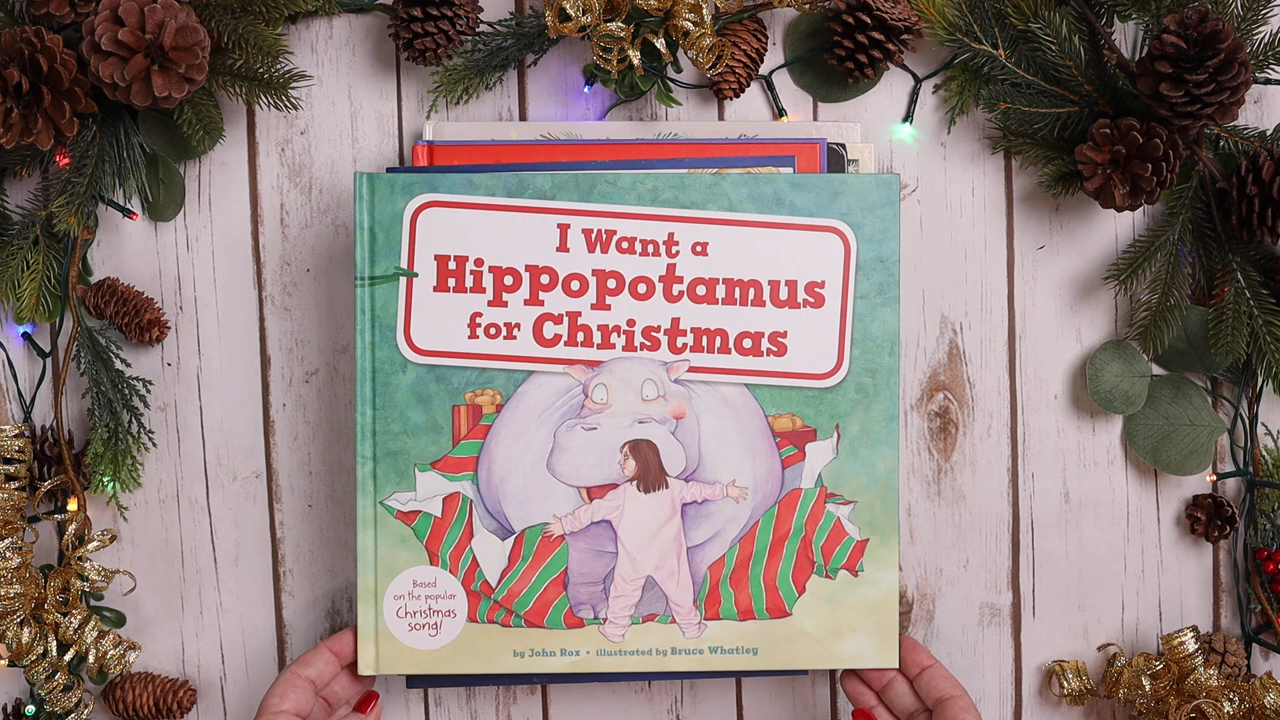 I Want a
Hippopotamus
for Christmas
Based
on the popular
Christmas
song!
by John Rox • illustrated by Bruce Whatley